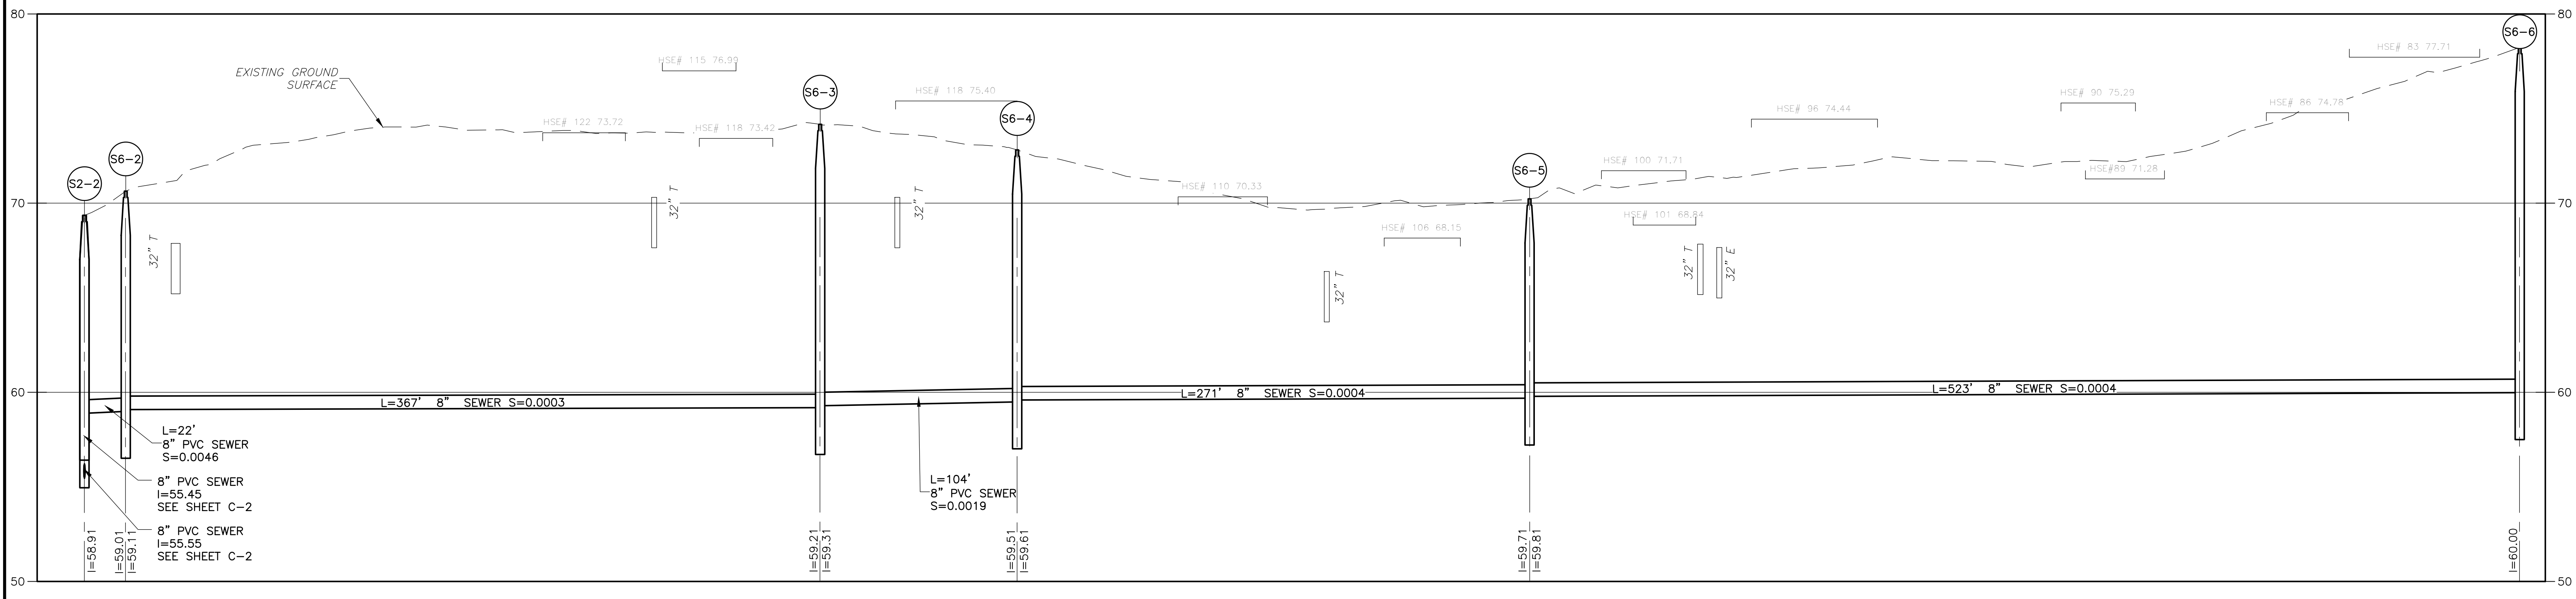 80
80
S6-6
HSE# 83 77.71
HSE# 115 76.99
EXISTING GROUND
SURFACE
S6-3
HSE# 118 75.40
HSE# 90 75.29
HSE# 86 74.78
S6-4
HSE# 96 74.44
HSE# 122 73.72
HSE# 118 73.42
S6-2
S2-2
S6-5
HSE# 100 71.71
HSE#89 71.28
HSE# 110 70.33
70
70
32" T
32" T
HSE# 101 68.84
HSE# 106 68.15
32" T
32" T
32" T
32" E
60
60
L=367' 8" SEWER S=0.0003
L=271' 8" SEWER S=0.0004
L=523' 8" SEWER S=0.0004
L=22'
8" PVC SEWER
S=0.0046
8" PVC SEWER
I=55.45
SEE SHEET C-2
8" PVC SEWER
I=55.55
SEE SHEET C-2
L=104'
8" PVC SEWER
S=0.0019
I=58.91
I=59.01
I=59.11
I=59.21
I=59.31
I=59.51
I=59.61
I=59.71
I=59.81
I=60.00
50
50